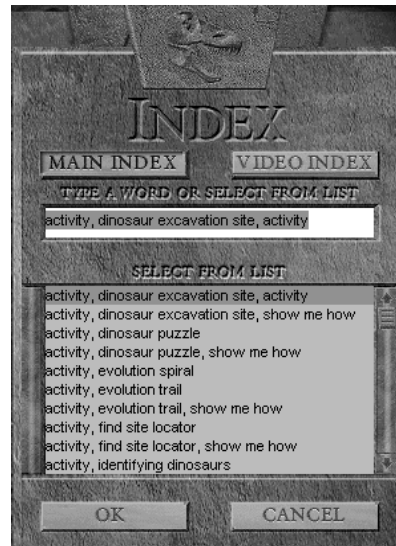 INDEX
MAIN INDEX VIDEO INDEX
TYPE A WORD OR SELECT FROM LIST
activity, dinosaur excavation site, activity
SELECT FROM LIST
activity, dinosaur excavation site, activity
activity, dinosaur excavation site, show me how
activity, dinosaur puzzle
activity, dinosaur puzzle, show me how
activity, evolution spiral
activity, evolution trail
activity, evolution trail, show me how
activity, find site locator
activity, find site locator, show me how
activity, identifying dinosaurs
OK CANCEL